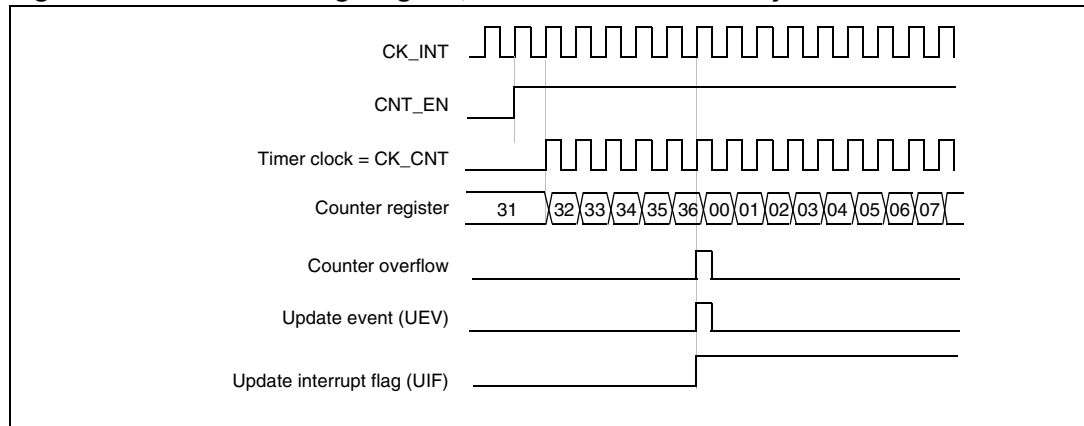 CK_INT
CNT_EN
Timer clock = CK_CNT
Counter register 31 32 33 34 35 36 00 01 02 03 04 05 06 07
Counter overflow
Update event (UEV)
Update interrupt flag (UIF)